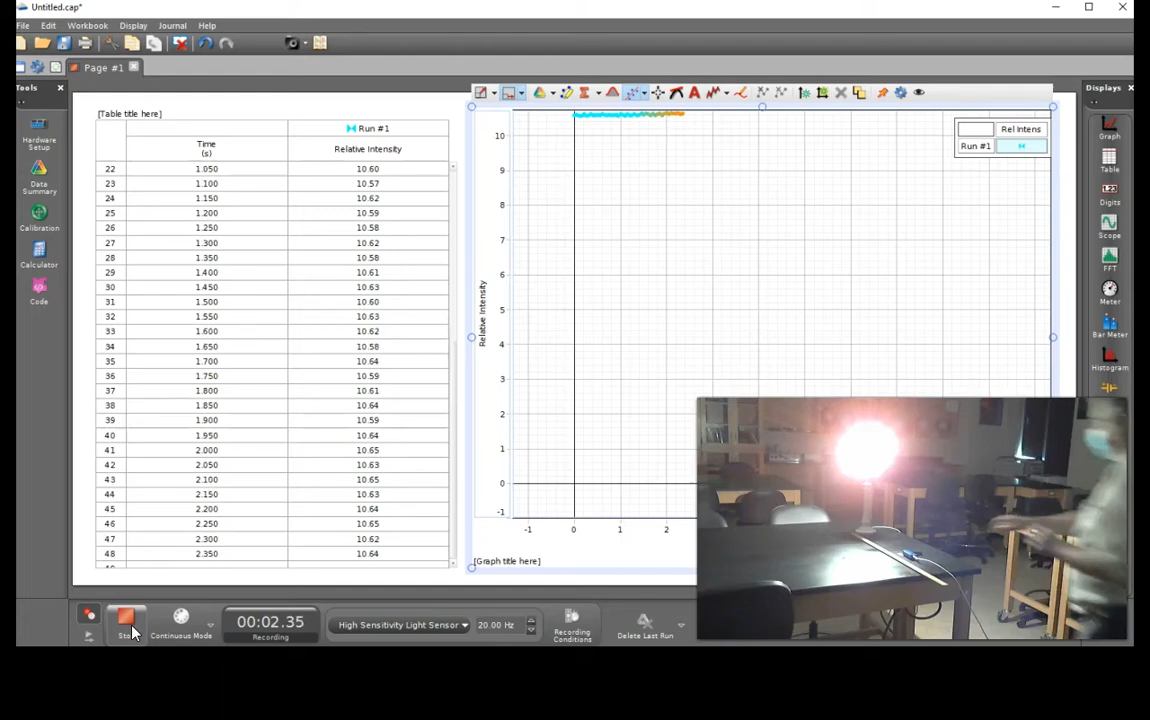 Untitled.cap*
File Edit Workbook Display Journal Help
Page #1
Tools
Displays
[Table title here]
Run #1
Time (s) Relative Intensity
22 1.050 10.60
23 1.100 10.57
24 1.150 10.62
25 1.200 10.59
26 1.250 10.58
27 1.300 10.62
28 1.350 10.58
29 1.400 10.61
30 1.450 10.63
31 1.500 10.60
32 1.550 10.63
33 1.600 10.62
34 1.650 10.58
35 1.700 10.64
36 1.750 10.59
37 1.800 10.61
38 1.850 10.64
39 1.900 10.59
40 1.950 10.64
41 2.000 10.65
42 2.050 10.63
43 2.100 10.65
44 2.150 10.63
45 2.200 10.64
46 2.250 10.65
47 2.300 10.62
48 2.350 10.64
Hardware
Setup
Data
Summary
Calibration
Calculator
Code
Rel Intens
Run #1
Relative Intensity
10
9
8
7
6
5
4
3
2
1
0
-1
-1 0 1 2
[Graph title here]
Graph
Table
1.23
Digits
Scope
FFT
Meter
Bar Meter
Histogram
Continuous Mode
00:02.35
Recording
High Sensitivity Light Sensor
20.00 Hz
Recording
Conditions
Delete Last Run